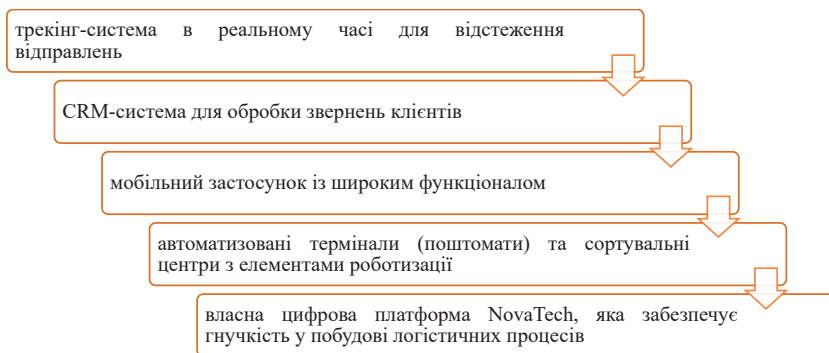 трекінг-система в реальному часі для відстеження
відправлень
CRM-система для обробки звернень клієнтів
мобільний застосунок із широким функціоналом
автоматизовані термінали (поштомати) та сортувальні
центри з елементами роботизації
власна цифрова платформа NovaTech, яка забезпечує
гнучкість у побудові логістичних процесів